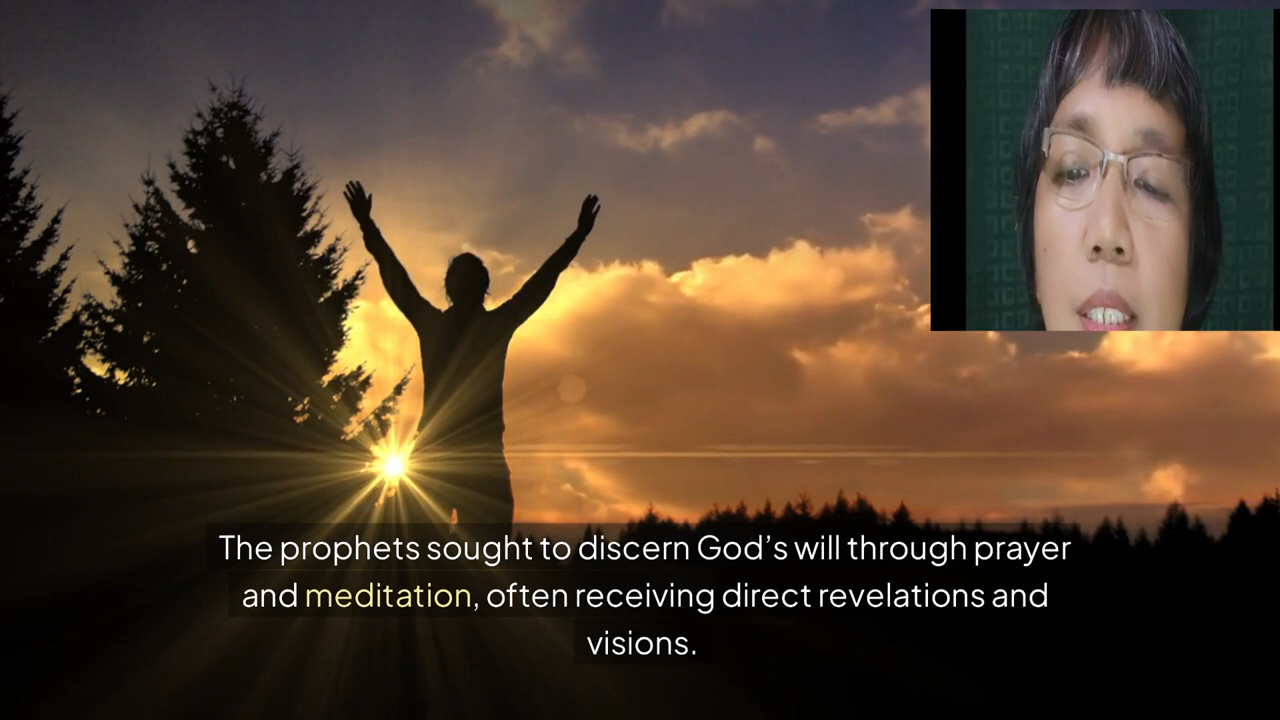 The prophets sought to discern God’s will through prayer
and meditation, often receiving direct revelations and
visions.